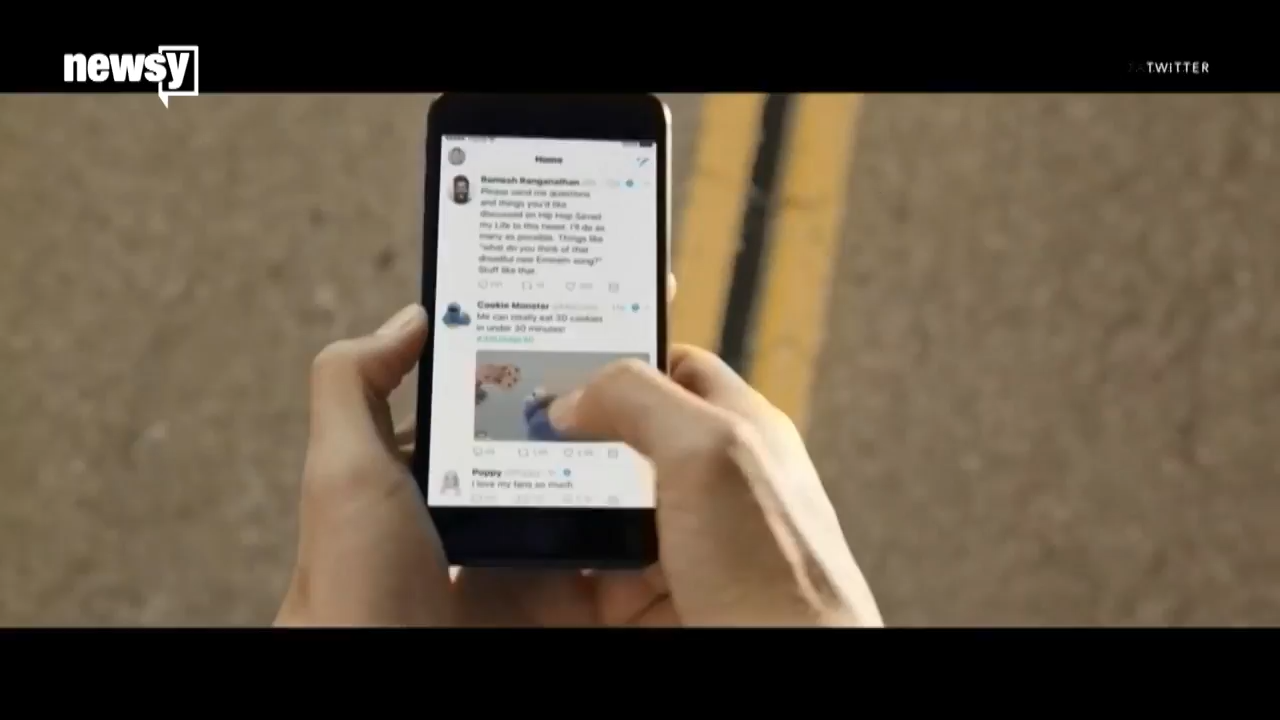 newsy
TWITTER
Home
Romesh Ranganathan
Please send me questions
and things you'd like
discussed on Hip Hop Saved
my Life to this tweet. I'll do as
many as possible. Things like
"what do you think of that
dreadful new Eminem song?"
Stuff like that
Cookie Monster
Me can totally eat 30 cookies
in under 30 minutes!
Poppy
I love my fans so much